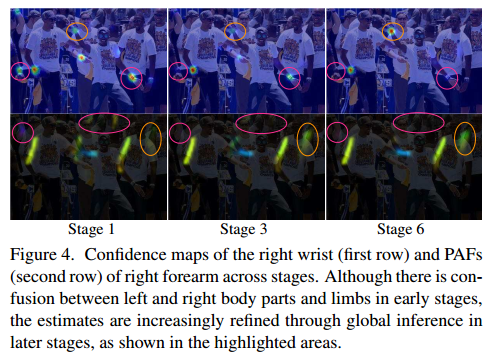 Stage 1 Stage 3 Stage 6
Figure 4. Confidence maps of the right wrist (first row) and PAFs
(second row) of right forearm across stages. Although there is con-
fusion between left and right body parts and limbs in early stages,
the estimates are increasingly refined through global inference in
later stages, as shown in the highlighted areas.